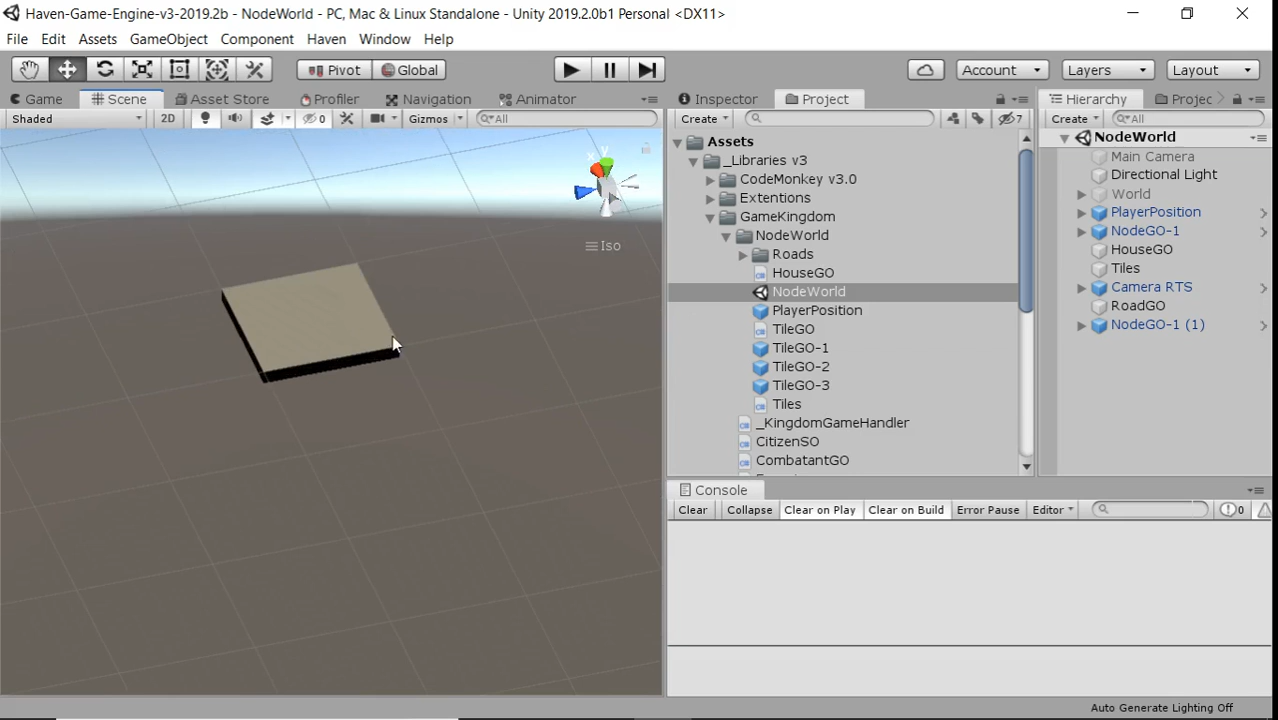 Haven-Game-Engine-v3-2019.2b - NodeWorld - PC, Mac & Linux Standalone - Unity 2019.2.0b1 Personal <DX11>
File Edit Assets GameObject Component Haven Window Help
Pivot Global Account Layers Layout
Game Scene Asset Store Profiler Navigation Animator
Shaded 2D 0 Gizmos All
x y
Iso
Inspector Project
Create 7
Assets
_Libraries v3
CodeMonkey v3.0
Extentions
GameKingdom
NodeWorld
Roads
HouseGO
NodeWorld
PlayerPosition
TileGO
TileGO-1
TileGO-2
TileGO-3
Tiles
_KingdomGameHandler
CitizenSO
CombatantGO
Hierarchy Projec
Create All
NodeWorld
Main Camera
Directional Light
World
PlayerPosition
NodeGO-1
HouseGO
Tiles
Camera RTS
RoadGO
NodeGO-1 (1)
Console
Clear Collapse Clear on Play Clear on Build Error Pause Editor 0
Auto Generate Lighting Off